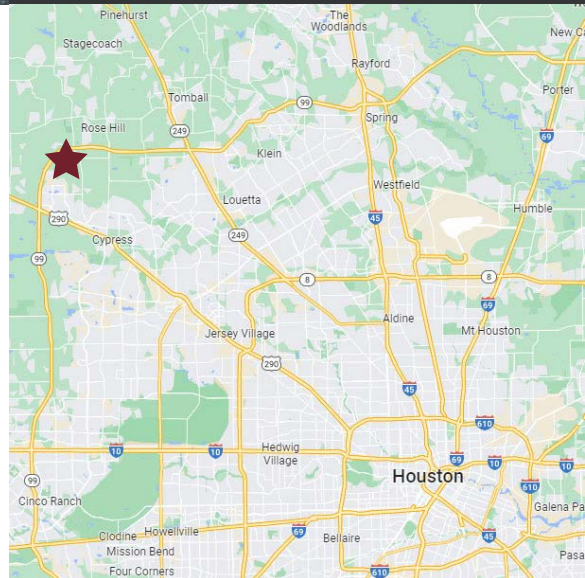 Pinehurst
The
Woodlands
Stagecoach
New Ca
Rayford
Tomball
Porter
99
Spring
Rose Hill
249
69
Klein
Westfield
Louetta
Humble
290
45
249
Cypress
99
8
8
69
Aldine
Mt Houston
Jersey Village
290
45
610
Hedwig
Village
10
10
69
10
10
Houston
99
610
Cinco Ranch
Galena Pa
Clodine
Howellville
69
Bellaire
45
Mission Bend
Pasa
Four Corners
610